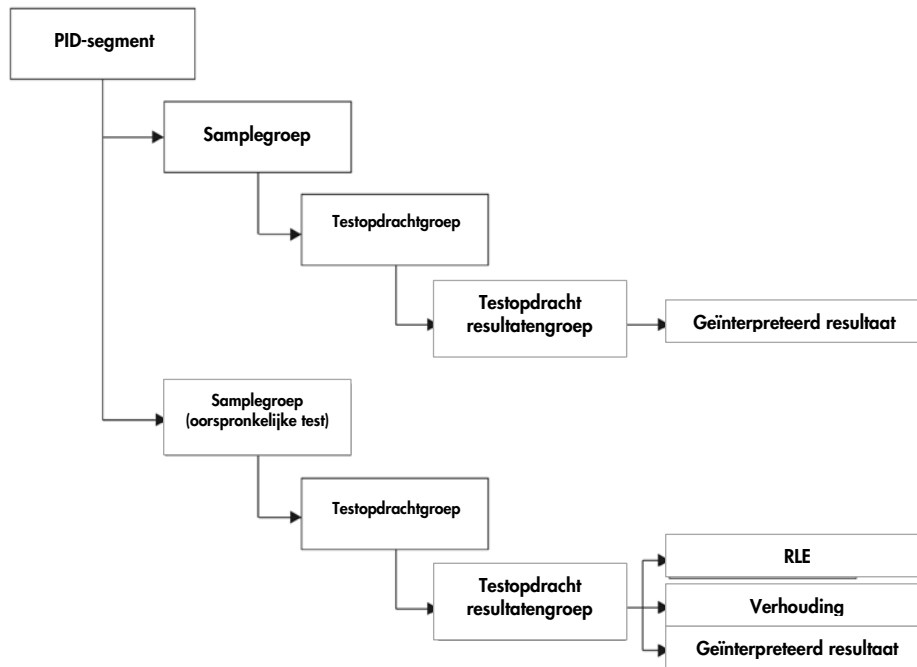 PID-segment
Samplegroep
Testopdrachtgroep
Testopdracht
resultatengroep
Geïnterpreteerd resultaat
Samplegroep
(oorspronkelijke test)
Testopdrachtgroep
Testopdracht
resultatengroep
RLE
Verhouding
Geïnterpreteerd resultaat